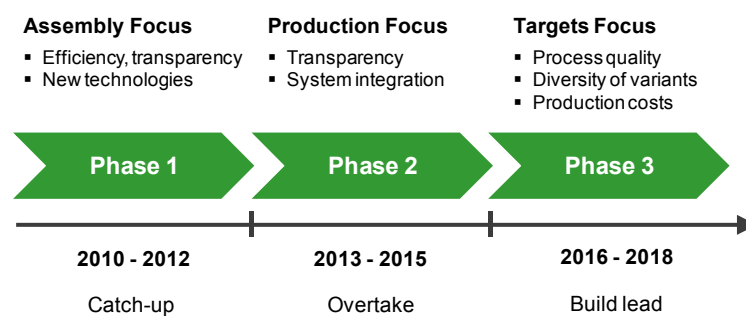 Assembly Focus
▪ Efficiency, transparency
▪ New technologies
Production Focus
▪ Transparency
▪ System integration
Targets Focus
▪ Process quality
▪ Diversity of variants
▪ Production costs
Phase 1
Phase 2
Phase 3
2010 - 2012
2013 - 2015
2016 - 2018
Catch-up
Overtake
Build lead